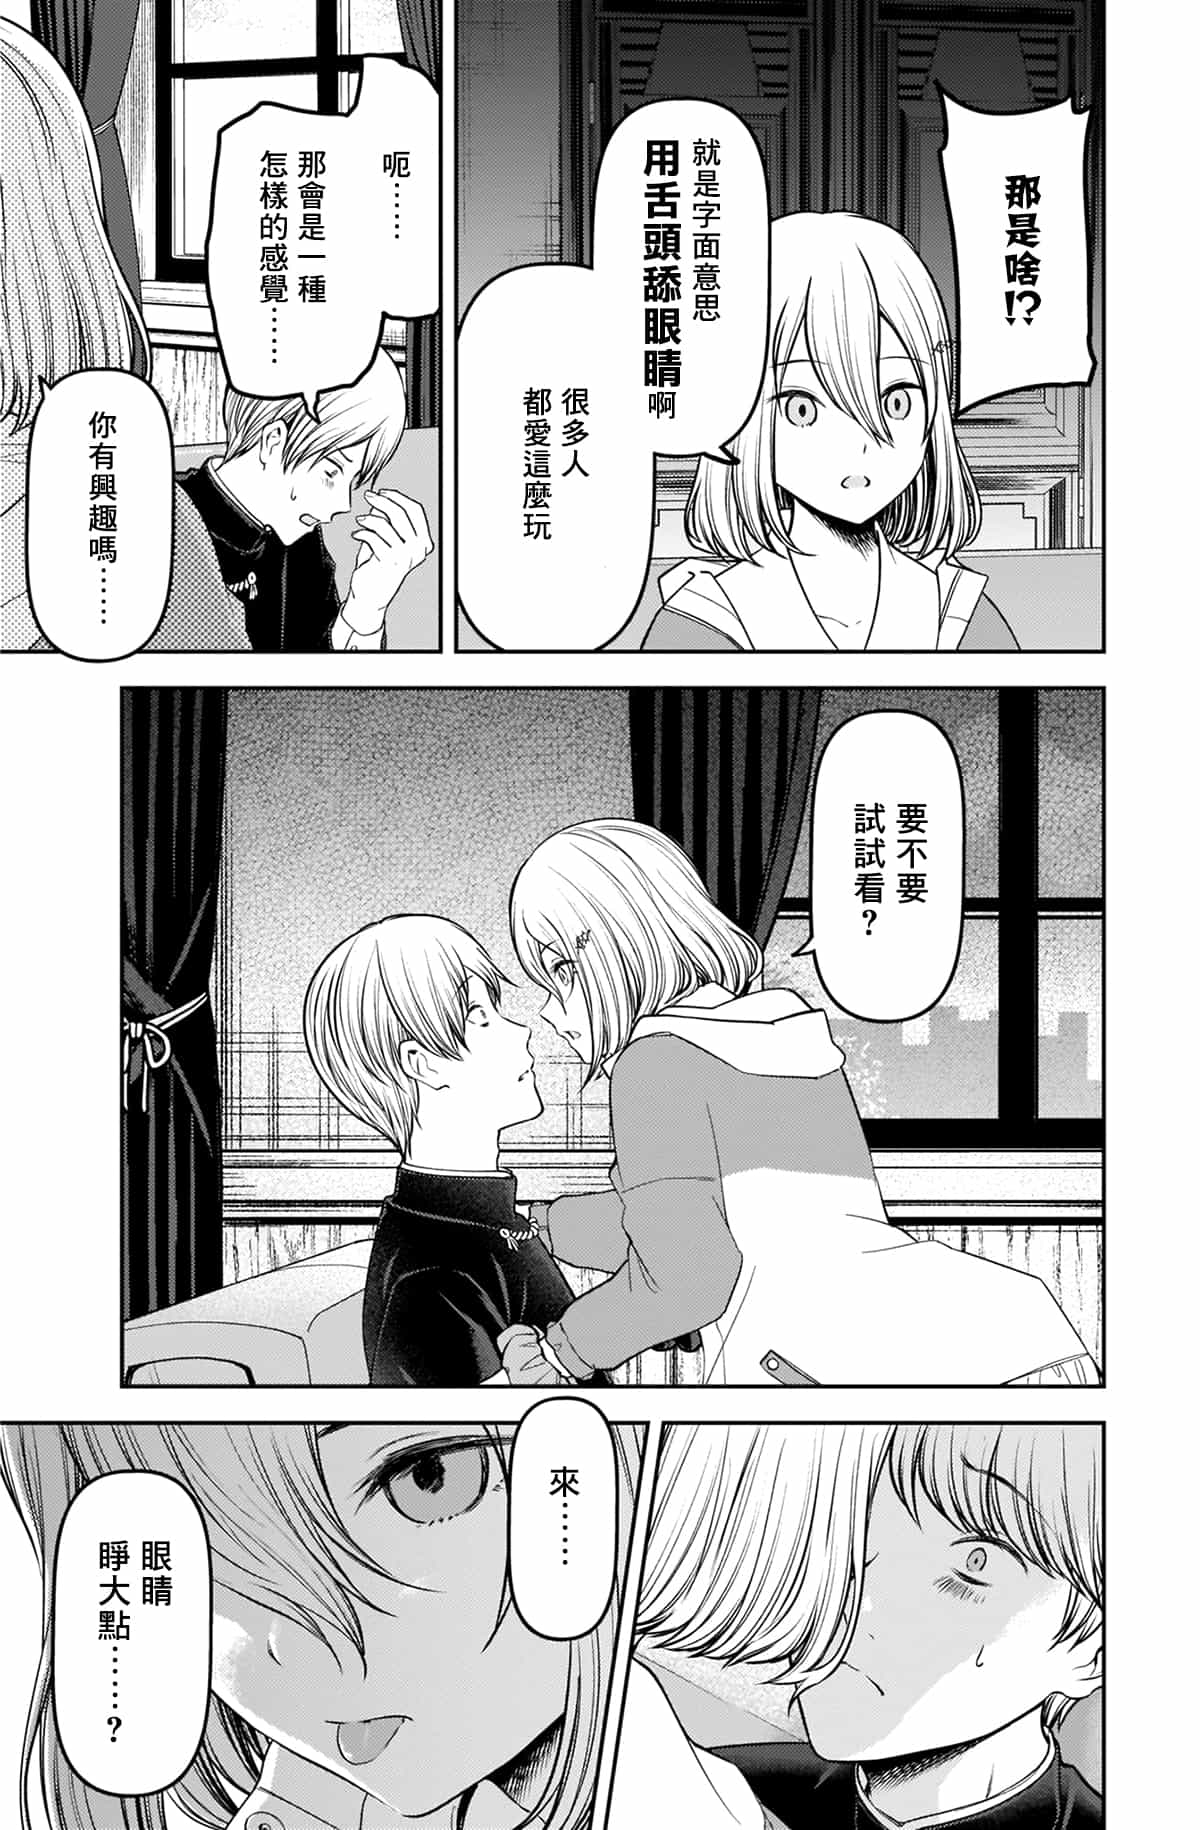 那是啥!?
就是字面意思
用舌頭舔眼睛啊
很多人
都愛這麼玩
呃……
那會是一種
怎樣的感覺……
你有興趣嗎……
要不要
試試看?
來……
眼睛
睜大點……?